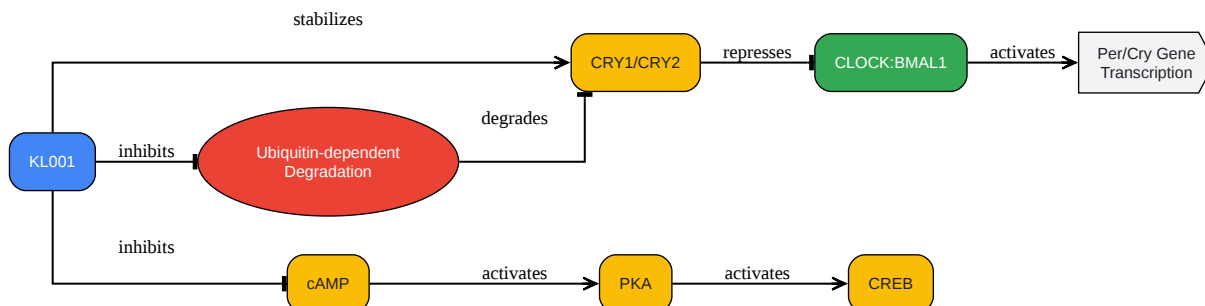 stabilizes
CRY1/CRY2
represses
CLOCK:BMAL1
activates
Per/Cry Gene
Transcription
degrades
KL001
inhibits
Ubiquitin-dependent
Degradation
inhibits
cAMP
activates
PKA
activates
CREB